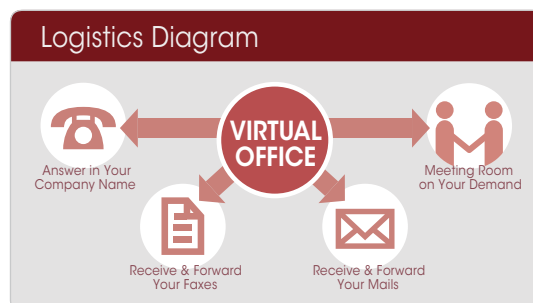 Logistics Diagram
VIRTUAL
OFFICE
Answer in Your
Company Name
Meeting Room
on Your Demand
Receive & Forward
Your Faxes
Receive & Forward
Your Mails